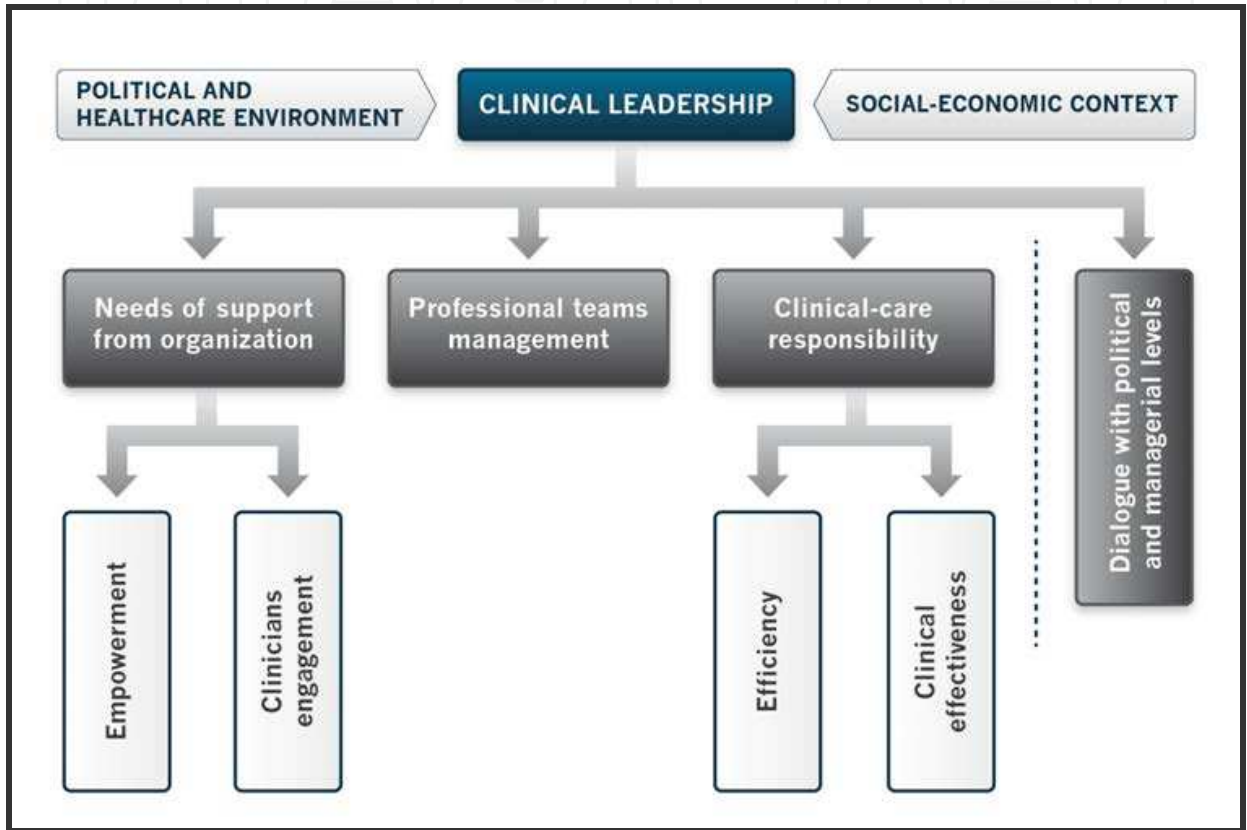 POLITICAL AND
HEALTHCARE ENVIRONMENT
CLINICAL LEADERSHIP
SOCIAL-ECONOMIC CONTEXT
Needs of support
from organization
Professional teams
management
Clinical-care
responsibility
Dialogue with political
and managerial levels
Empowerment
Clinicians
engagement
Efficiency
Clinical
effectiveness